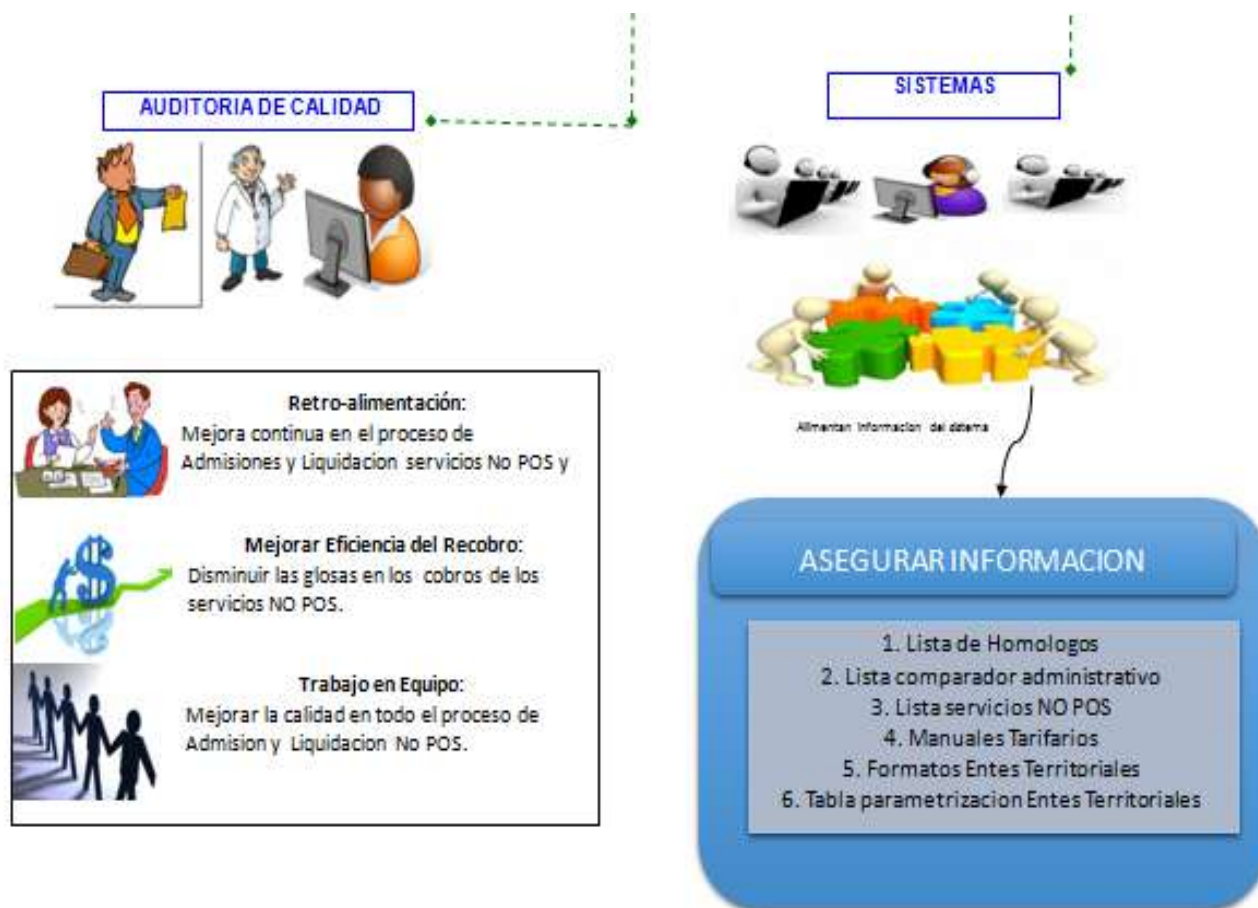 AUDITORIA DE CALIDAD
Retro-alimentación:
Mejora continua en el proceso de
Admisiones y Liquidacion servicios No POS y
Mejorar Eficiencia del Recobro:
Disminuir las glosas en los cobros de los
servicios NO POS.
Trabajo en Equipo:
Mejorar la calidad en todo el proceso de
Admision y Liquidacion No POS.
SISTEMAS
Alimentan informacion del sistema
ASEGURAR INFORMACION
1. Lista de Homologos
2. Lista comparador administrativo
3. Lista servicios NO POS
4. Manuales Tarifarios
5. Formatos Entes Territoriales
6. Tabla parametrizacion Entes Territoriales